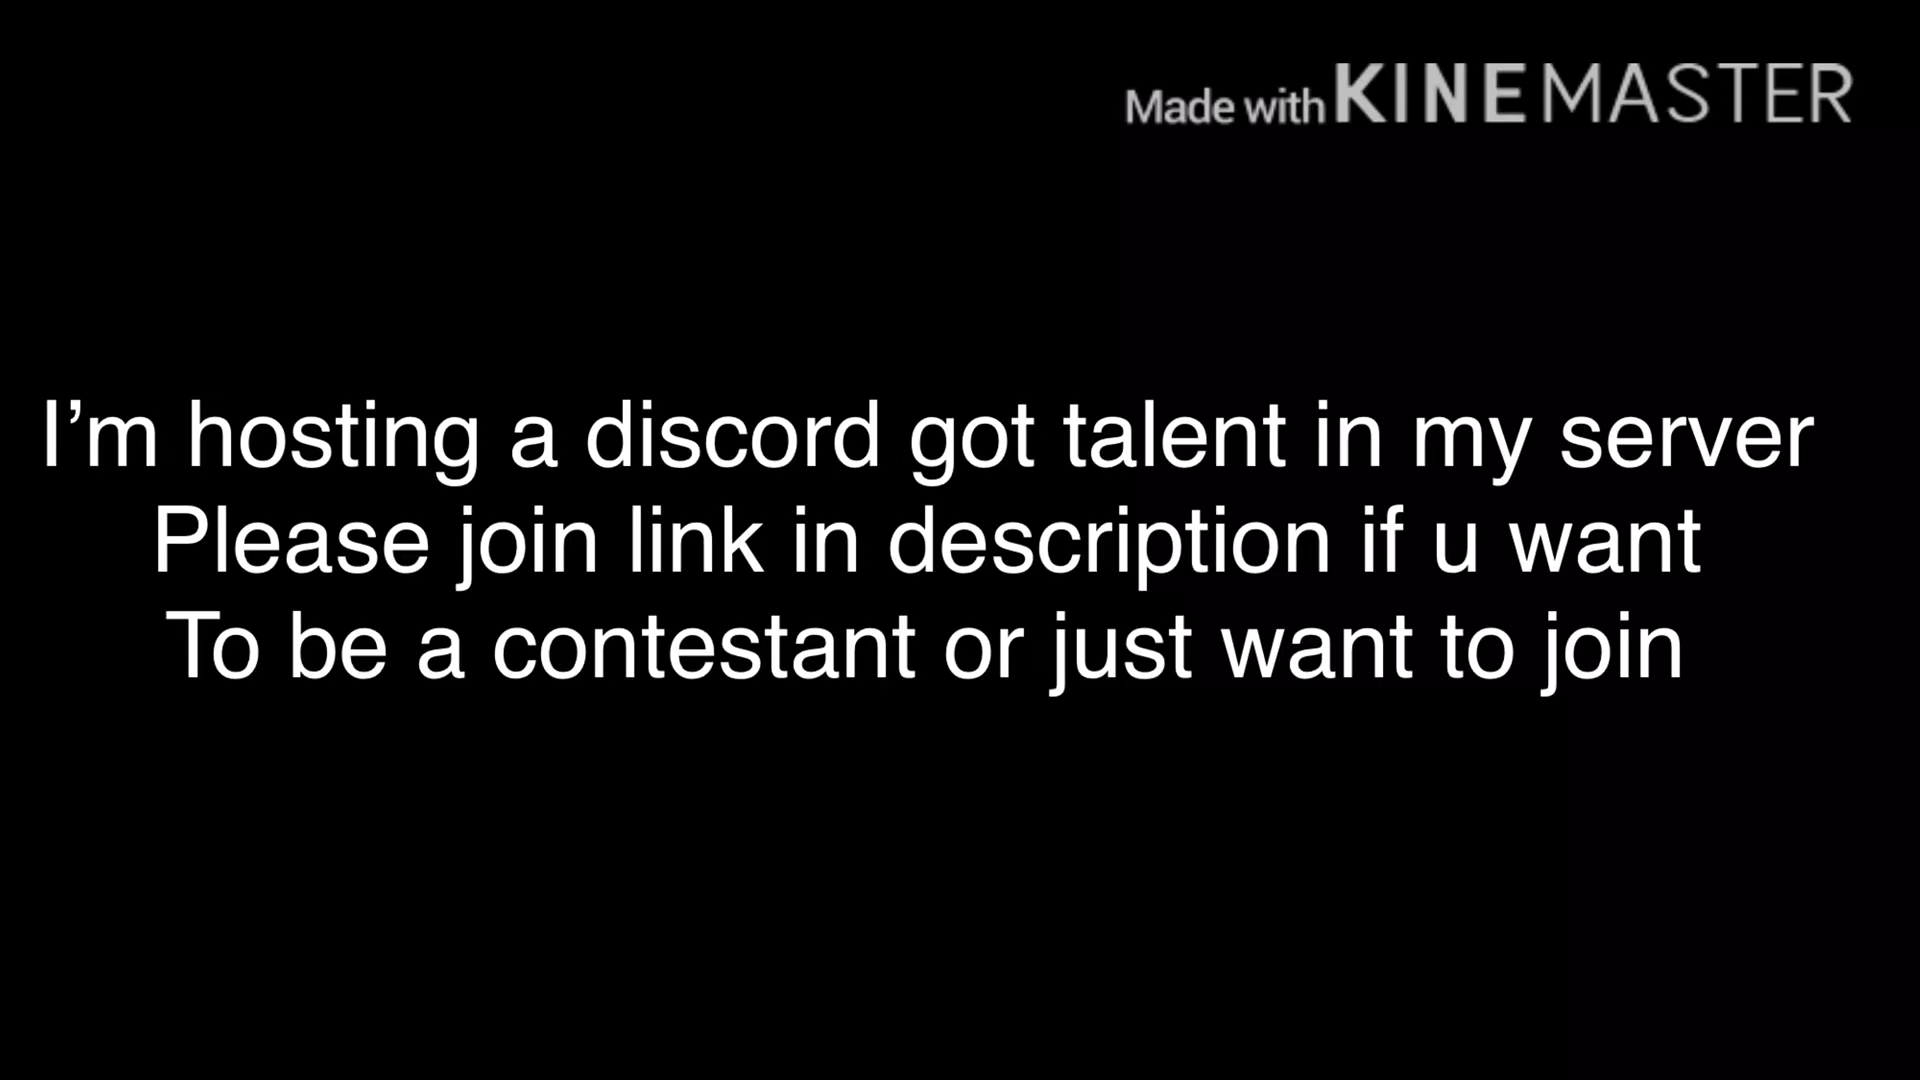 Made with KINEMASTER
I’m hosting a discord got talent in my server
Please join link in description if u want
To be a contestant or just want to join